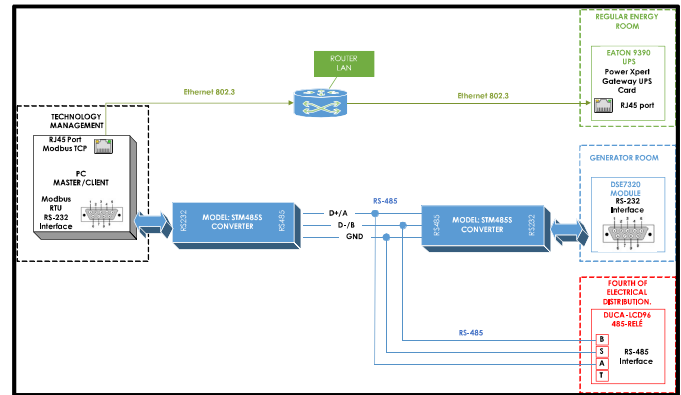 REGULAR ENERGY
ROOM
EATON 9390
UPS
Power Xpert
Gateway UPS
Card
RJ45 port
ROUTER
LAN
Ethernet 802.3
Ethernet 802.3
TECHNOLOGY
MANAGEMENT
RJ45 Port
Modbus TCP
PC
MASTER/CLIENT
Modbus
RTU
RS-232
Interface
RS232
MODEL: STM485S
CONVERTER
RS485
D+/A
D-/B
GND
RS-485
RS485
MODEL: STM485S
CONVERTER
RS232
GENERATOR ROOM
DSE7320
MODULE
RS-232
Interface
FOURTH OF
ELECTRICAL
DISTRIBUTION.
DUCA-LCD96
485-RELÉ
RS-485
B
S
A
T
RS-485
Interface